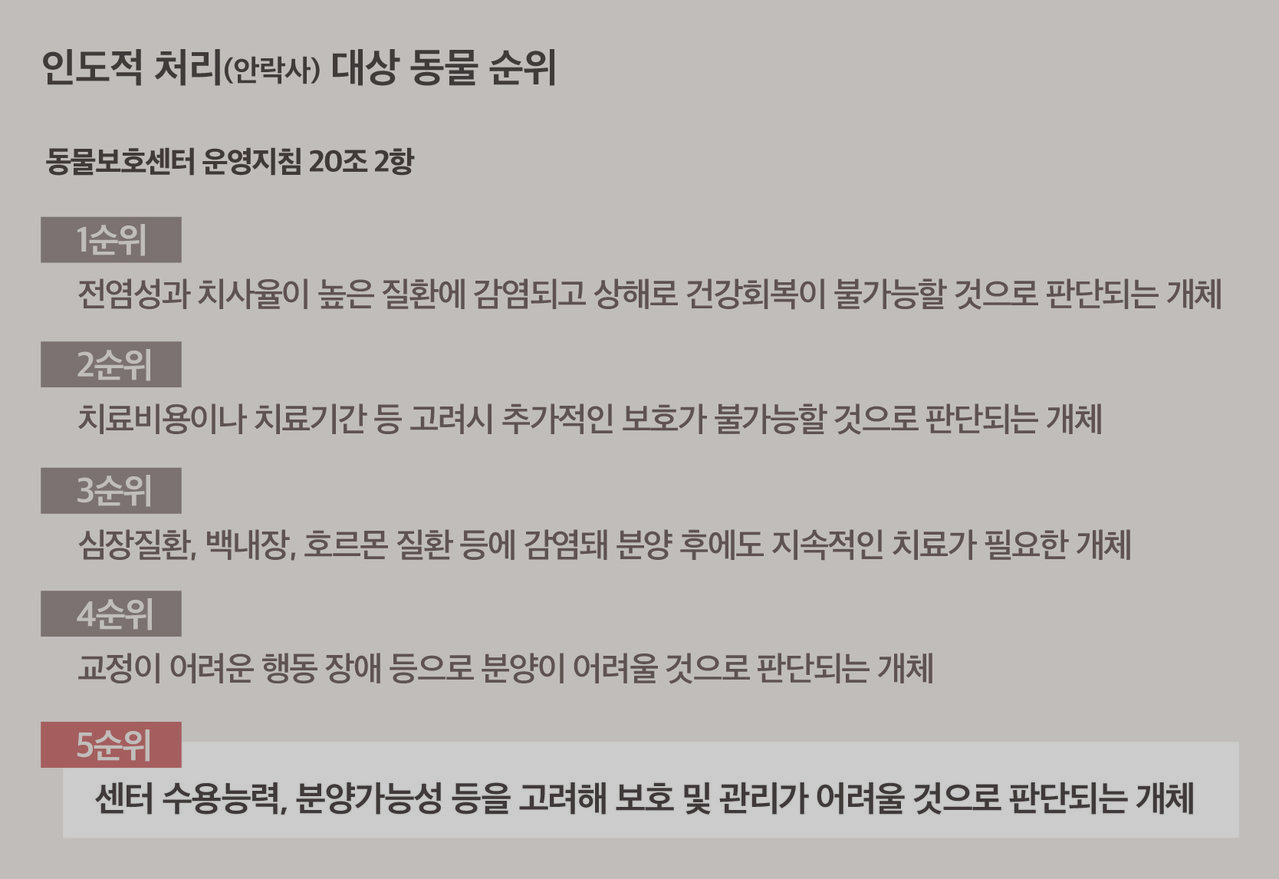 인도적 처리(안락사) 대상 동물 순위
동물보호센터 운영지침 20조 2항
1순위
전염성과 치사율이 높은 질환에 감염되고 상해로 건강회복이 불가능할 것으로 판단되는 개체
2순위
치료비용이나 치료기간 등 고려시 추가적인 보호가 불가능할 것으로 판단되는 개체
3순위
심장질환, 백내장, 호르몬 질환 등에 감염돼 분양 후에도 지속적인 치료가 필요한 개체
4순위
교정이 어려운 행동 장애 등으로 분양이 어려울 것으로 판단되는 개체
5순위
센터 수용능력, 분양가능성 등을 고려해 보호 및 관리가 어려울 것으로 판단되는 개체